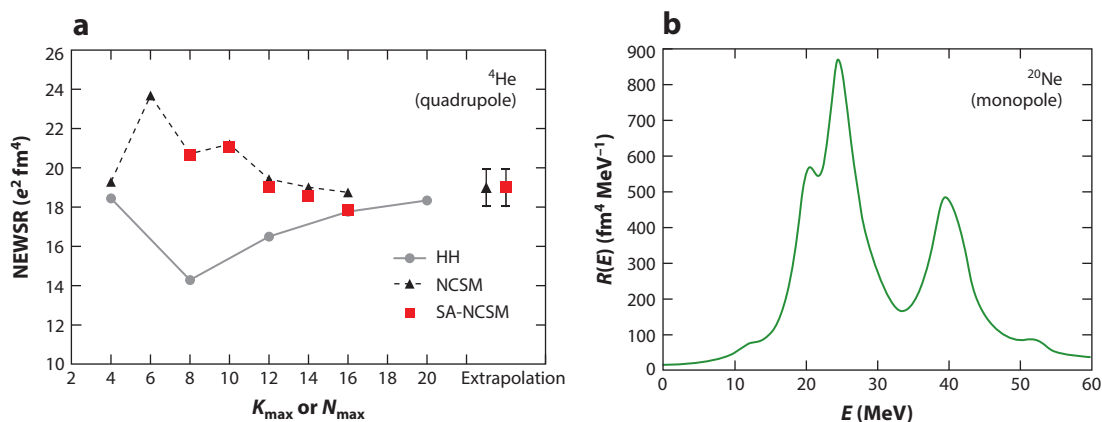 a
NEWSR (e² fm⁴)
26
24
22
20
18
16
14
12
10
⁴He
(quadrupole)
HH
NCSM
SA-NCSM
2 4 6 8 10 12 14 16 18 20 Extrapolation
Kmax or Nmax
b
R(E) (fm⁴ MeV⁻¹)
900
800
700
600
500
400
300
200
100
0
²⁰Ne
(monopole)
0 10 20 30 40 50 60
E (MeV)